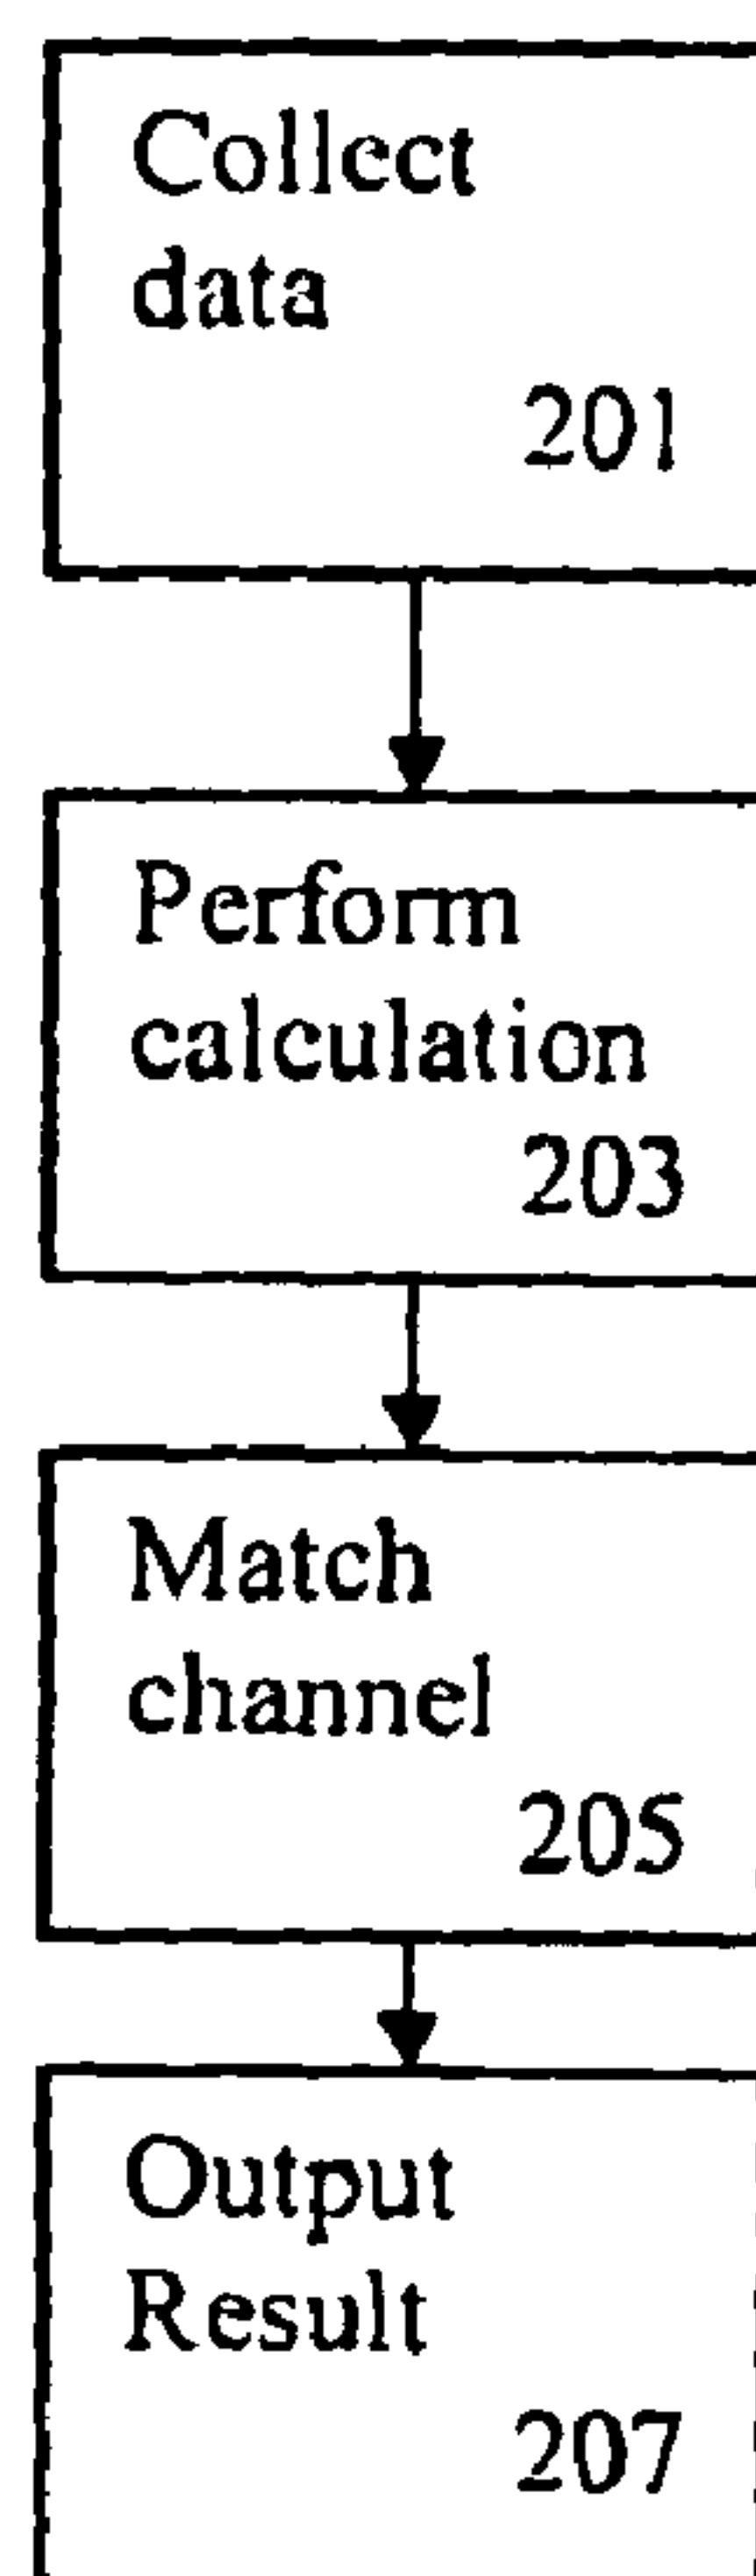 Collect
data
201
Perform
calculation
203
Match
channel
205
Output
Result
207